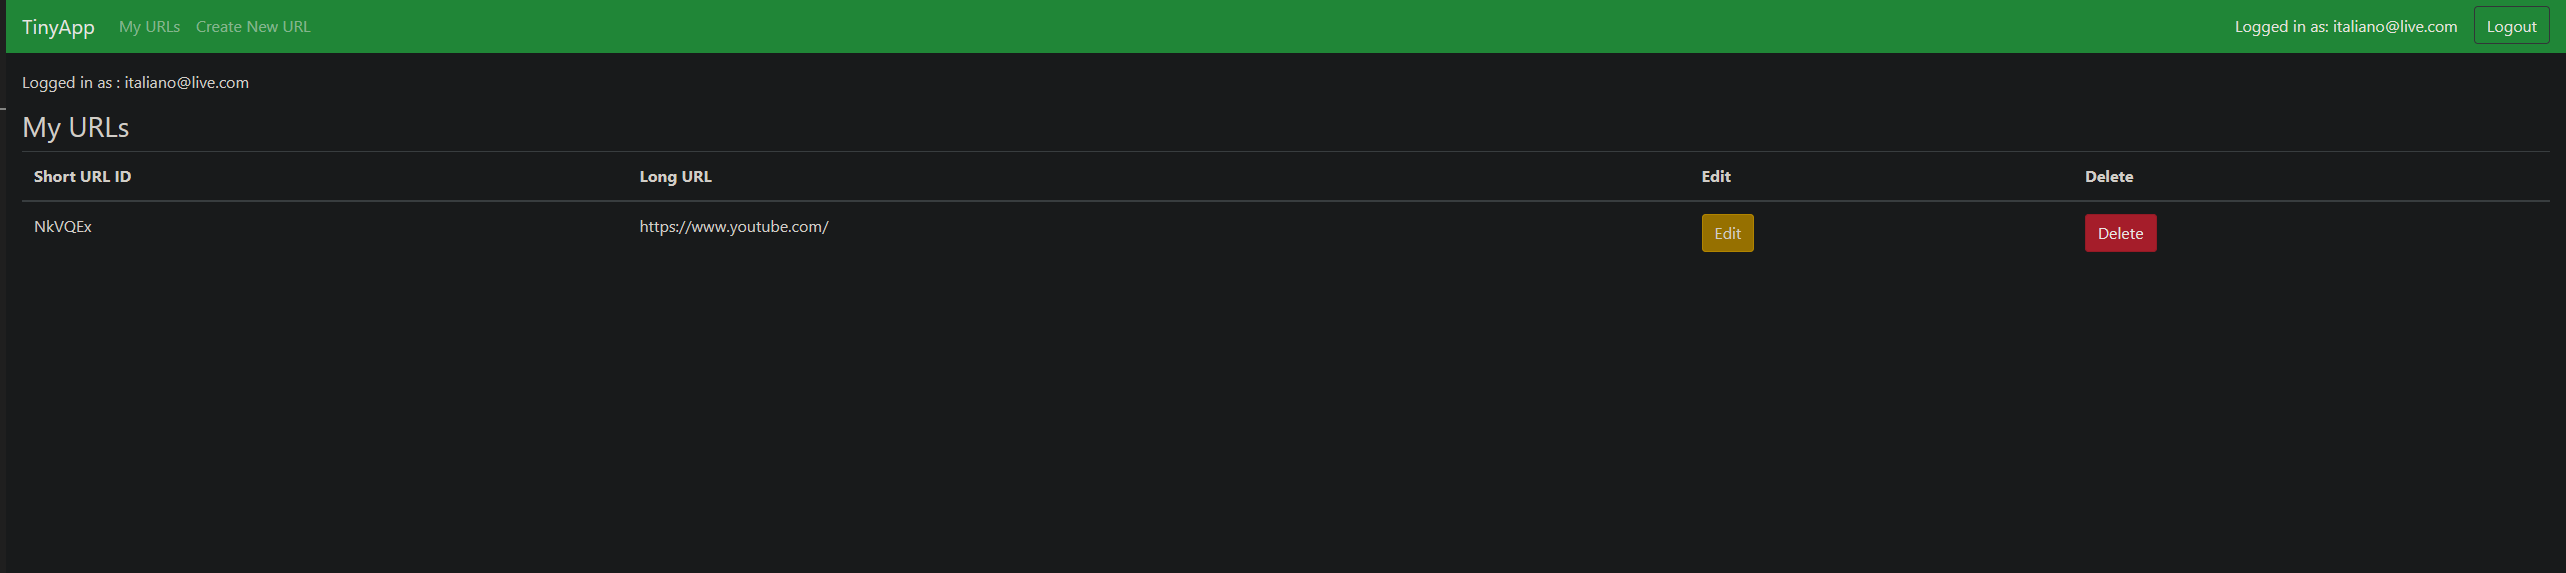 TinyApp My URLs Create New URL Logged in as: italiano@live.com Logout
Logged in as : italiano@live.com
My URLs
Short URL ID Long URL Edit Delete
NkVQEx https://www.youtube.com/ Edit Delete